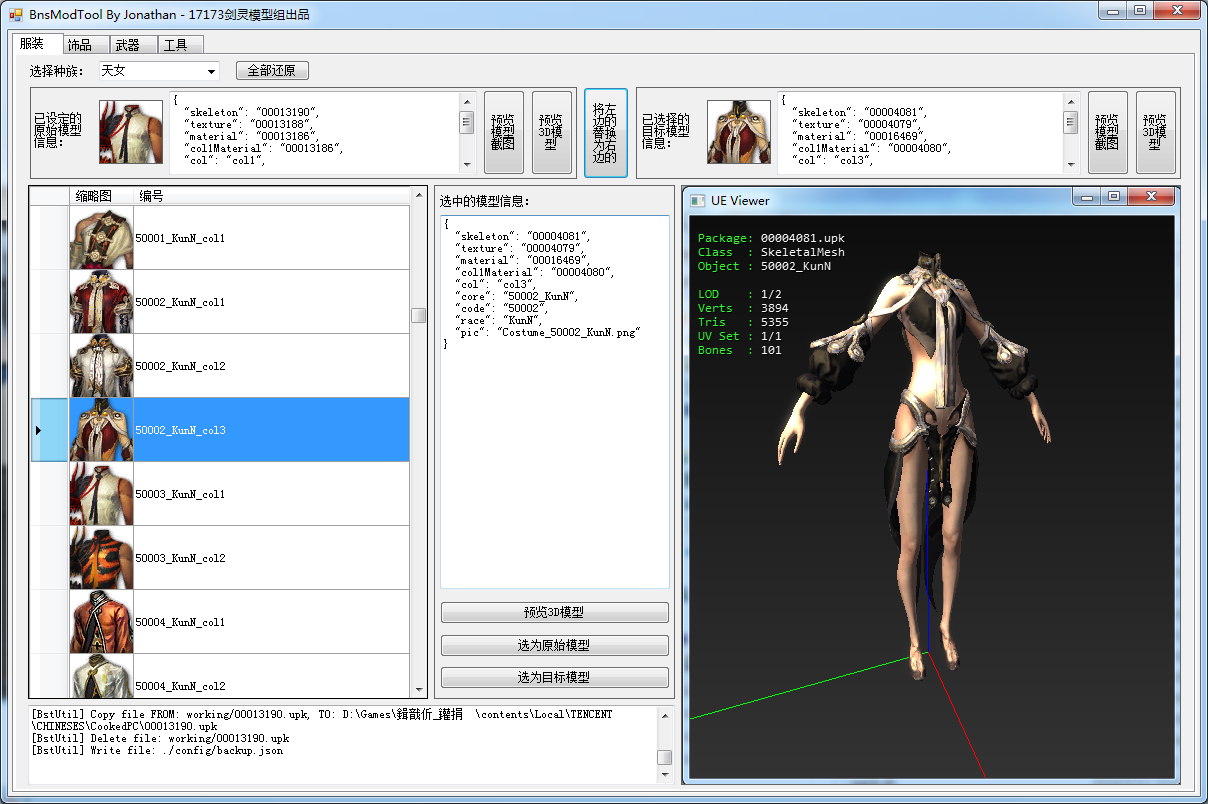 BnsModTool By Jonathan - 17173剑灵模型组出品
服装 饰品 武器 工具
选择种族: 天女 全部还原
已设定的
原始模型
信息:
{
"skeleton": "00013190",
"texture": "00013188",
"material": "00013186",
"col1Material": "00013186",
"col": "col1",
预览
模型
截图
预览
3D模
型
将左
边的
替换
为右
边的
已选择的
目标模型
信息:
{
"skeleton": "00004081",
"texture": "00004079",
"material": "00016469",
"col1Material": "00004080",
"col": "col3",
预览
模型
截图
预览
3D模
型
缩略图 编号
50001_KunN_col1
50002_KunN_col1
50002_KunN_col2
50002_KunN_col3
50003_KunN_col1
50003_KunN_col2
50004_KunN_col1
50004_KunN_col2
选中的模型信息:
{
"skeleton": "00004081",
"texture": "00004079",
"material": "00016469",
"col1Material": "00004080",
"col": "col3",
"core": "50002_KunN",
"code": "50002",
"race": "KunN",
"pic": "Costume_50002_KunN.png"
}
预览3D模型
选为原始模型
选为目标模型
UE Viewer
Package: 00004081.upk
Class : SkeletalMesh
Object : 50002_KunN
LOD : 1/2
Verts : 3894
Tris : 5355
UV Set : 1/1
Bones : 101
[BstUtil] Copy file FROM: working/00013190.upk, TO: D:\Games\ \contents\Local\TENCENT
\CHINESES\CookedPC\00013190.upk
[BstUtil] Delete file: working/00013190.upk
[BstUtil] Write file: ./config/backup.json